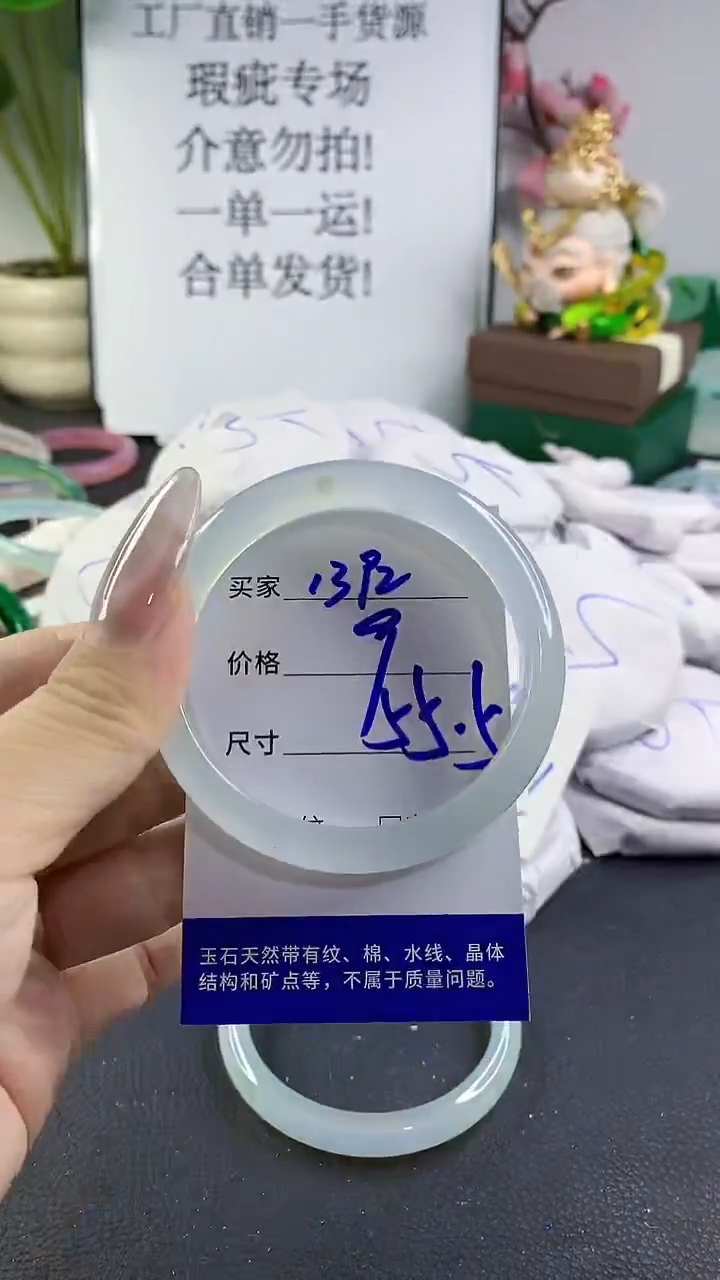 工厂直销一手货源
瑕疵专场
介意勿拍!
一单一运!
合单发货!
买家
价格
尺寸 55.5
玉石天然带有纹、棉、水线、晶体
结构和矿点等，不属于质量问题。